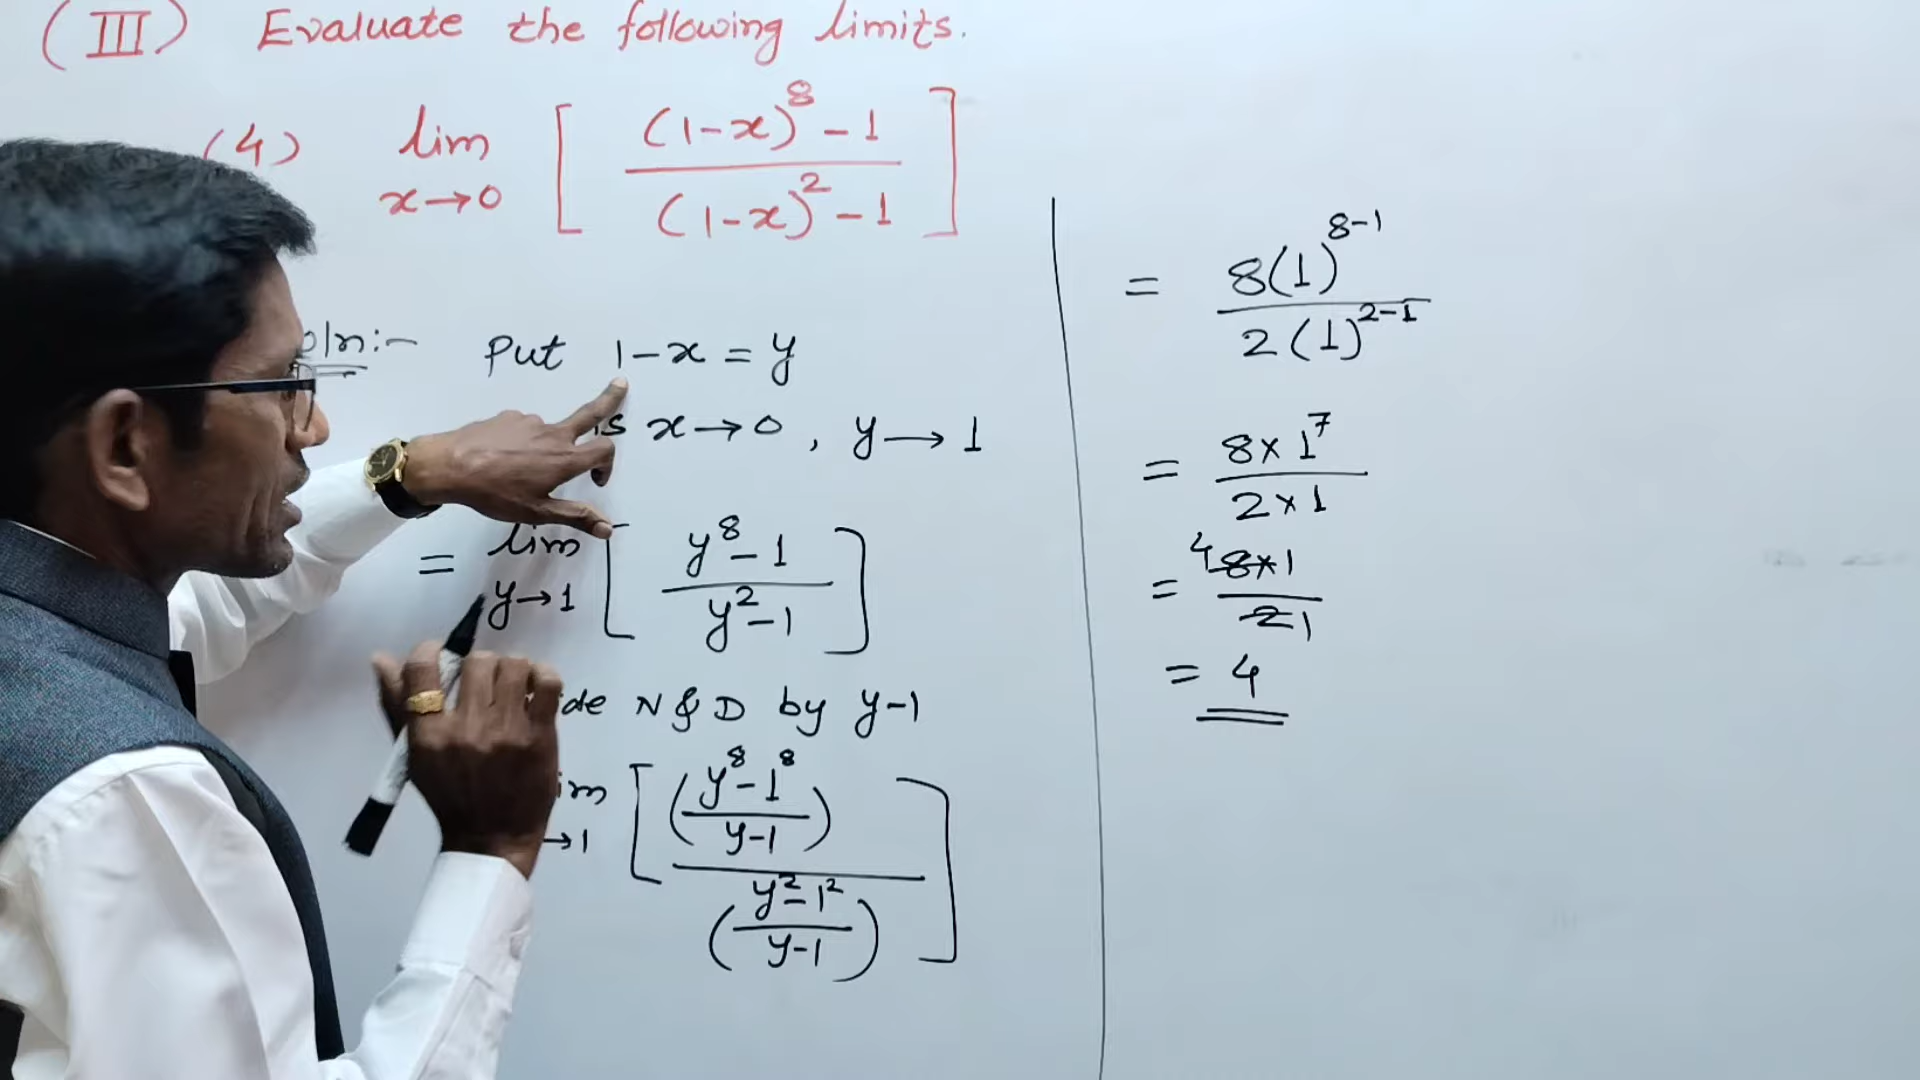 (III) Evaluate the following limits.
(4) lim x→0 [ ((1-x)^8 - 1) / ((1-x)^2 - 1) ]
oln:- Put 1-x = y
as x→0, y→1
= lim y→1 [ (y^8 - 1) / (y^2 - 1) ]
N & D by y-1
[ ((y^8 - 1^8) / (y-1)) / ((y^2 - 1^2) / (y-1)) ]
= 8(1)^8-1 / 2(1)^2-1
= 8 × 1^7 / 2 × 1
= 4 8×1 / 2 1
= 4